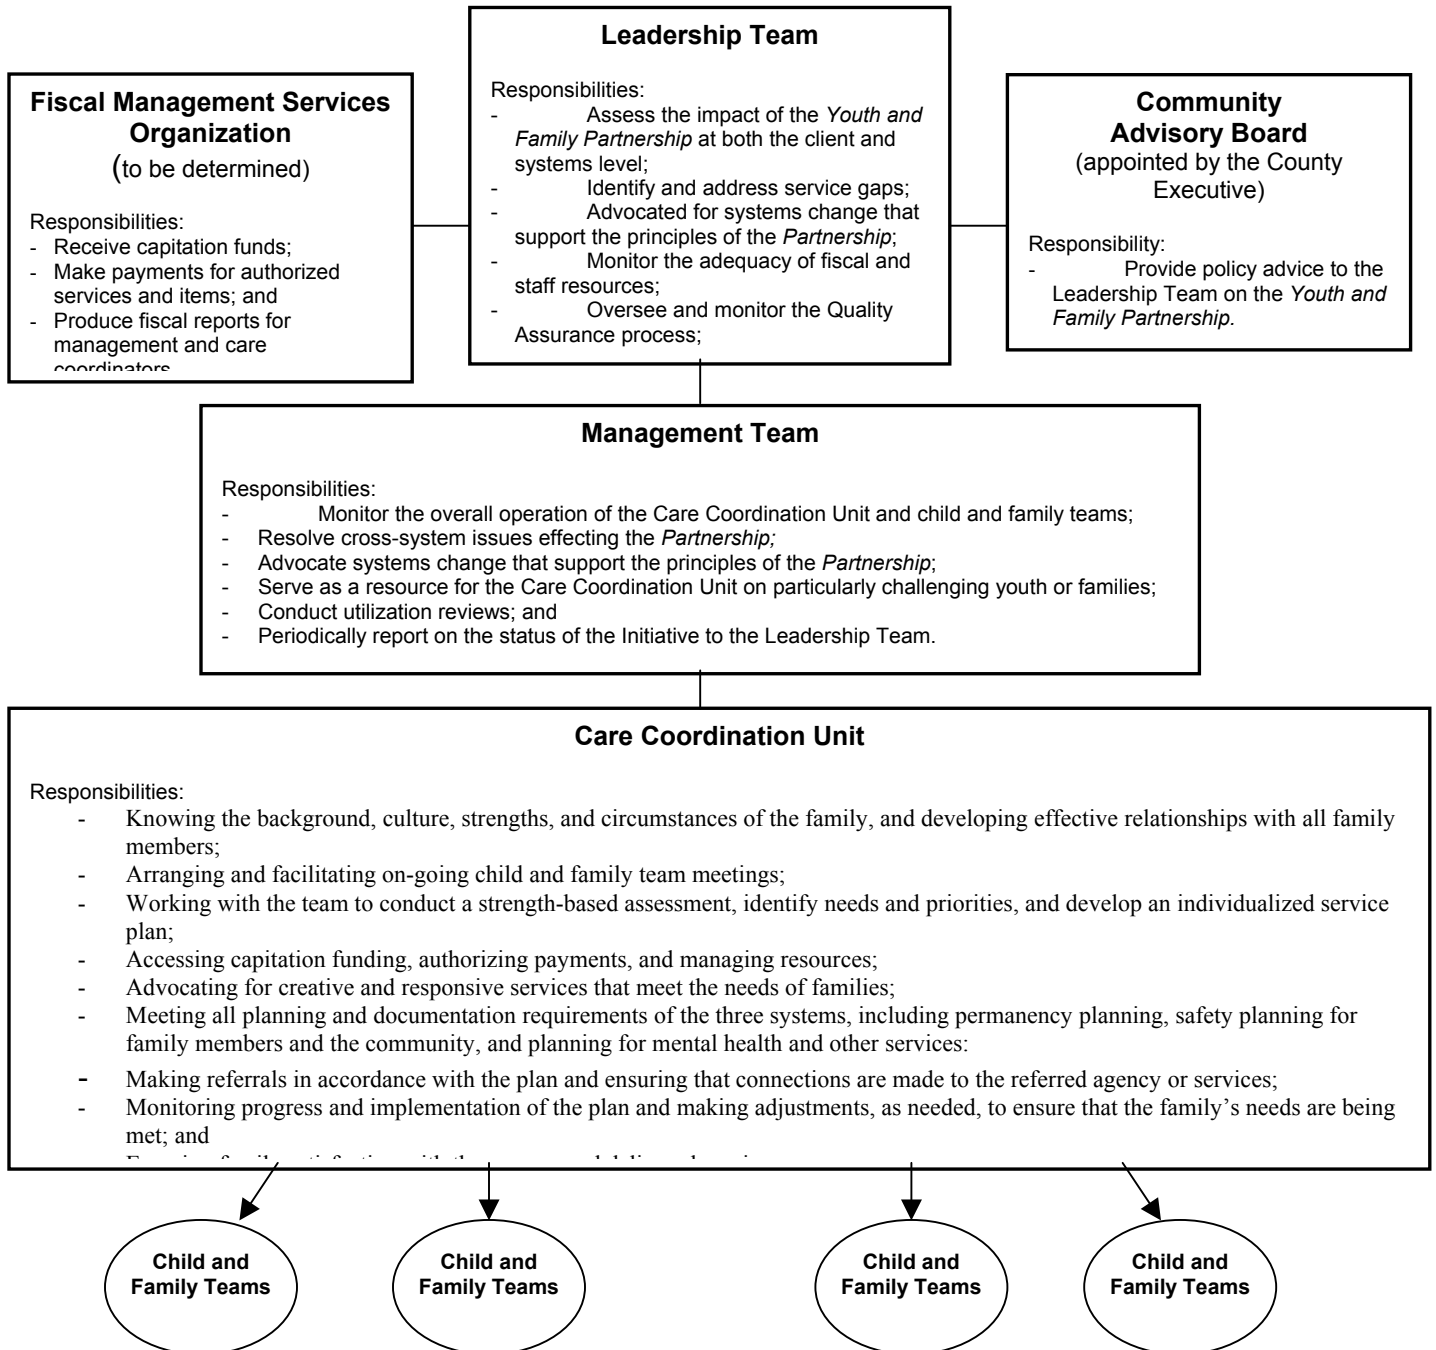 Leadership Team
Responsibilities:
- Assess the impact of the Youth and
Family Partnership at both the client and
systems level;
- Identify and address service gaps;
- Advocated for systems change that
support the principles of the Partnership;
- Monitor the adequacy of fiscal and
staff resources;
- Oversee and monitor the Quality
Assurance process;
Fiscal Management Services
Organization
(to be determined)
Responsibilities:
- Receive capitation funds;
- Make payments for authorized
services and items; and
- Produce fiscal reports for
management and care
coordinators
Community
Advisory Board
(appointed by the County
Executive)
Responsibility:
- Provide policy advice to the
Leadership Team on the Youth and
Family Partnership.
Management Team
Responsibilities:
- Monitor the overall operation of the Care Coordination Unit and child and family teams;
- Resolve cross-system issues effecting the Partnership;
- Advocate systems change that support the principles of the Partnership;
- Serve as a resource for the Care Coordination Unit on particularly challenging youth or families;
- Conduct utilization reviews; and
- Periodically report on the status of the Initiative to the Leadership Team.
Care Coordination Unit
Responsibilities:
- Knowing the background, culture, strengths, and circumstances of the family, and developing effective relationships with all family
members;
- Arranging and facilitating on-going child and family team meetings;
- Working with the team to conduct a strength-based assessment, identify needs and priorities, and develop an individualized service
plan;
- Accessing capitation funding, authorizing payments, and managing resources;
- Advocating for creative and responsive services that meet the needs of families;
- Meeting all planning and documentation requirements of the three systems, including permanency planning, safety planning for
family members and the community, and planning for mental health and other services:
- Making referrals in accordance with the plan and ensuring that connections are made to the referred agency or services;
- Monitoring progress and implementation of the plan and making adjustments, as needed, to ensure that the family's needs are being
met; and
Child and
Family Teams
Child and
Family Teams
Child and
Family Teams
Child and
Family Teams